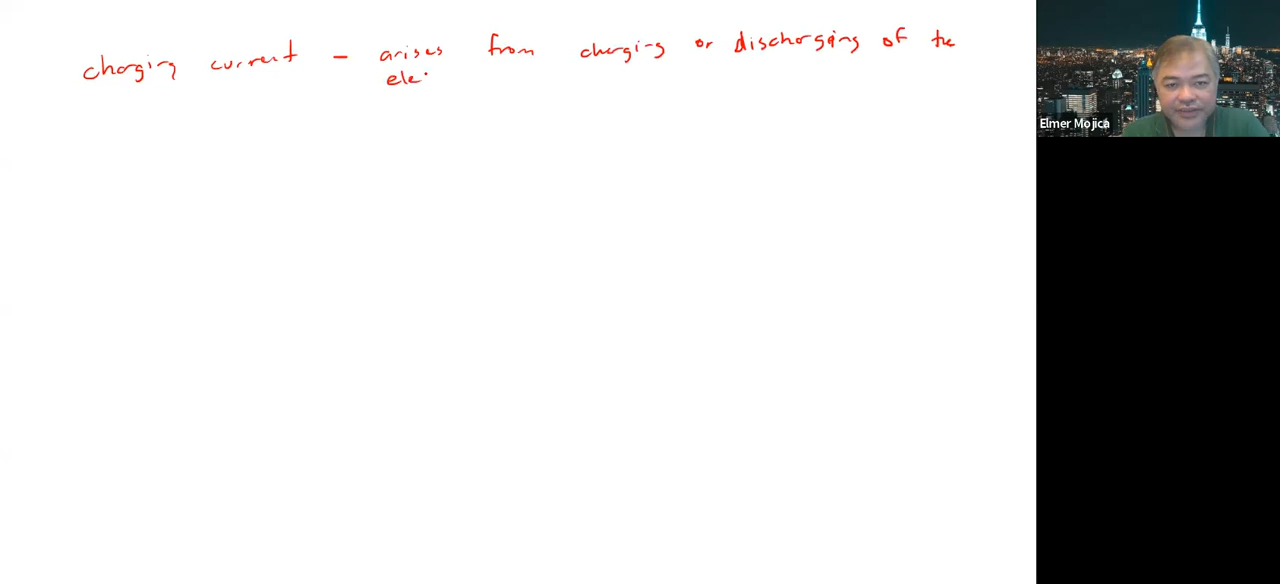 charging current – arises from charging or discharging of the
ele
Elmer Mojica